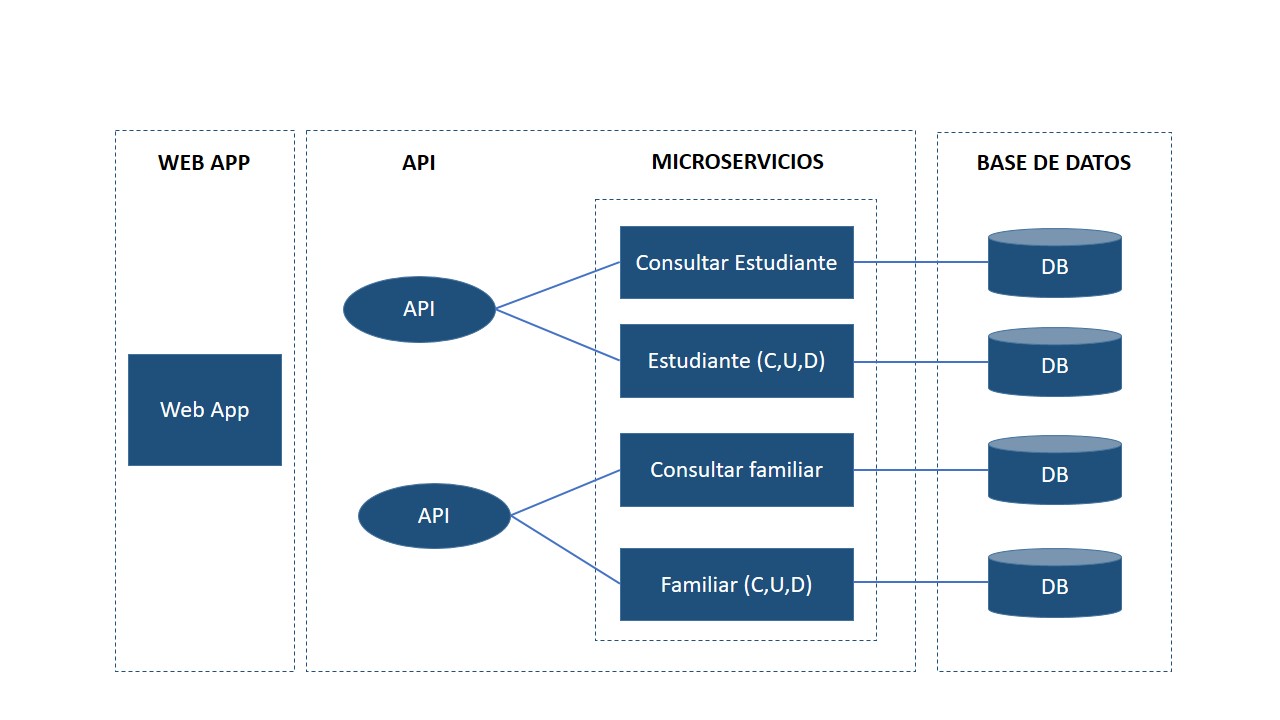 WEB APP
API
MICROSERVICIOS
BASE DE DATOS
Web App
API
API
Consultar Estudiante
Estudiante (C,U,D)
Consultar familiar
Familiar (C,U,D)
DB
DB
DB
DB